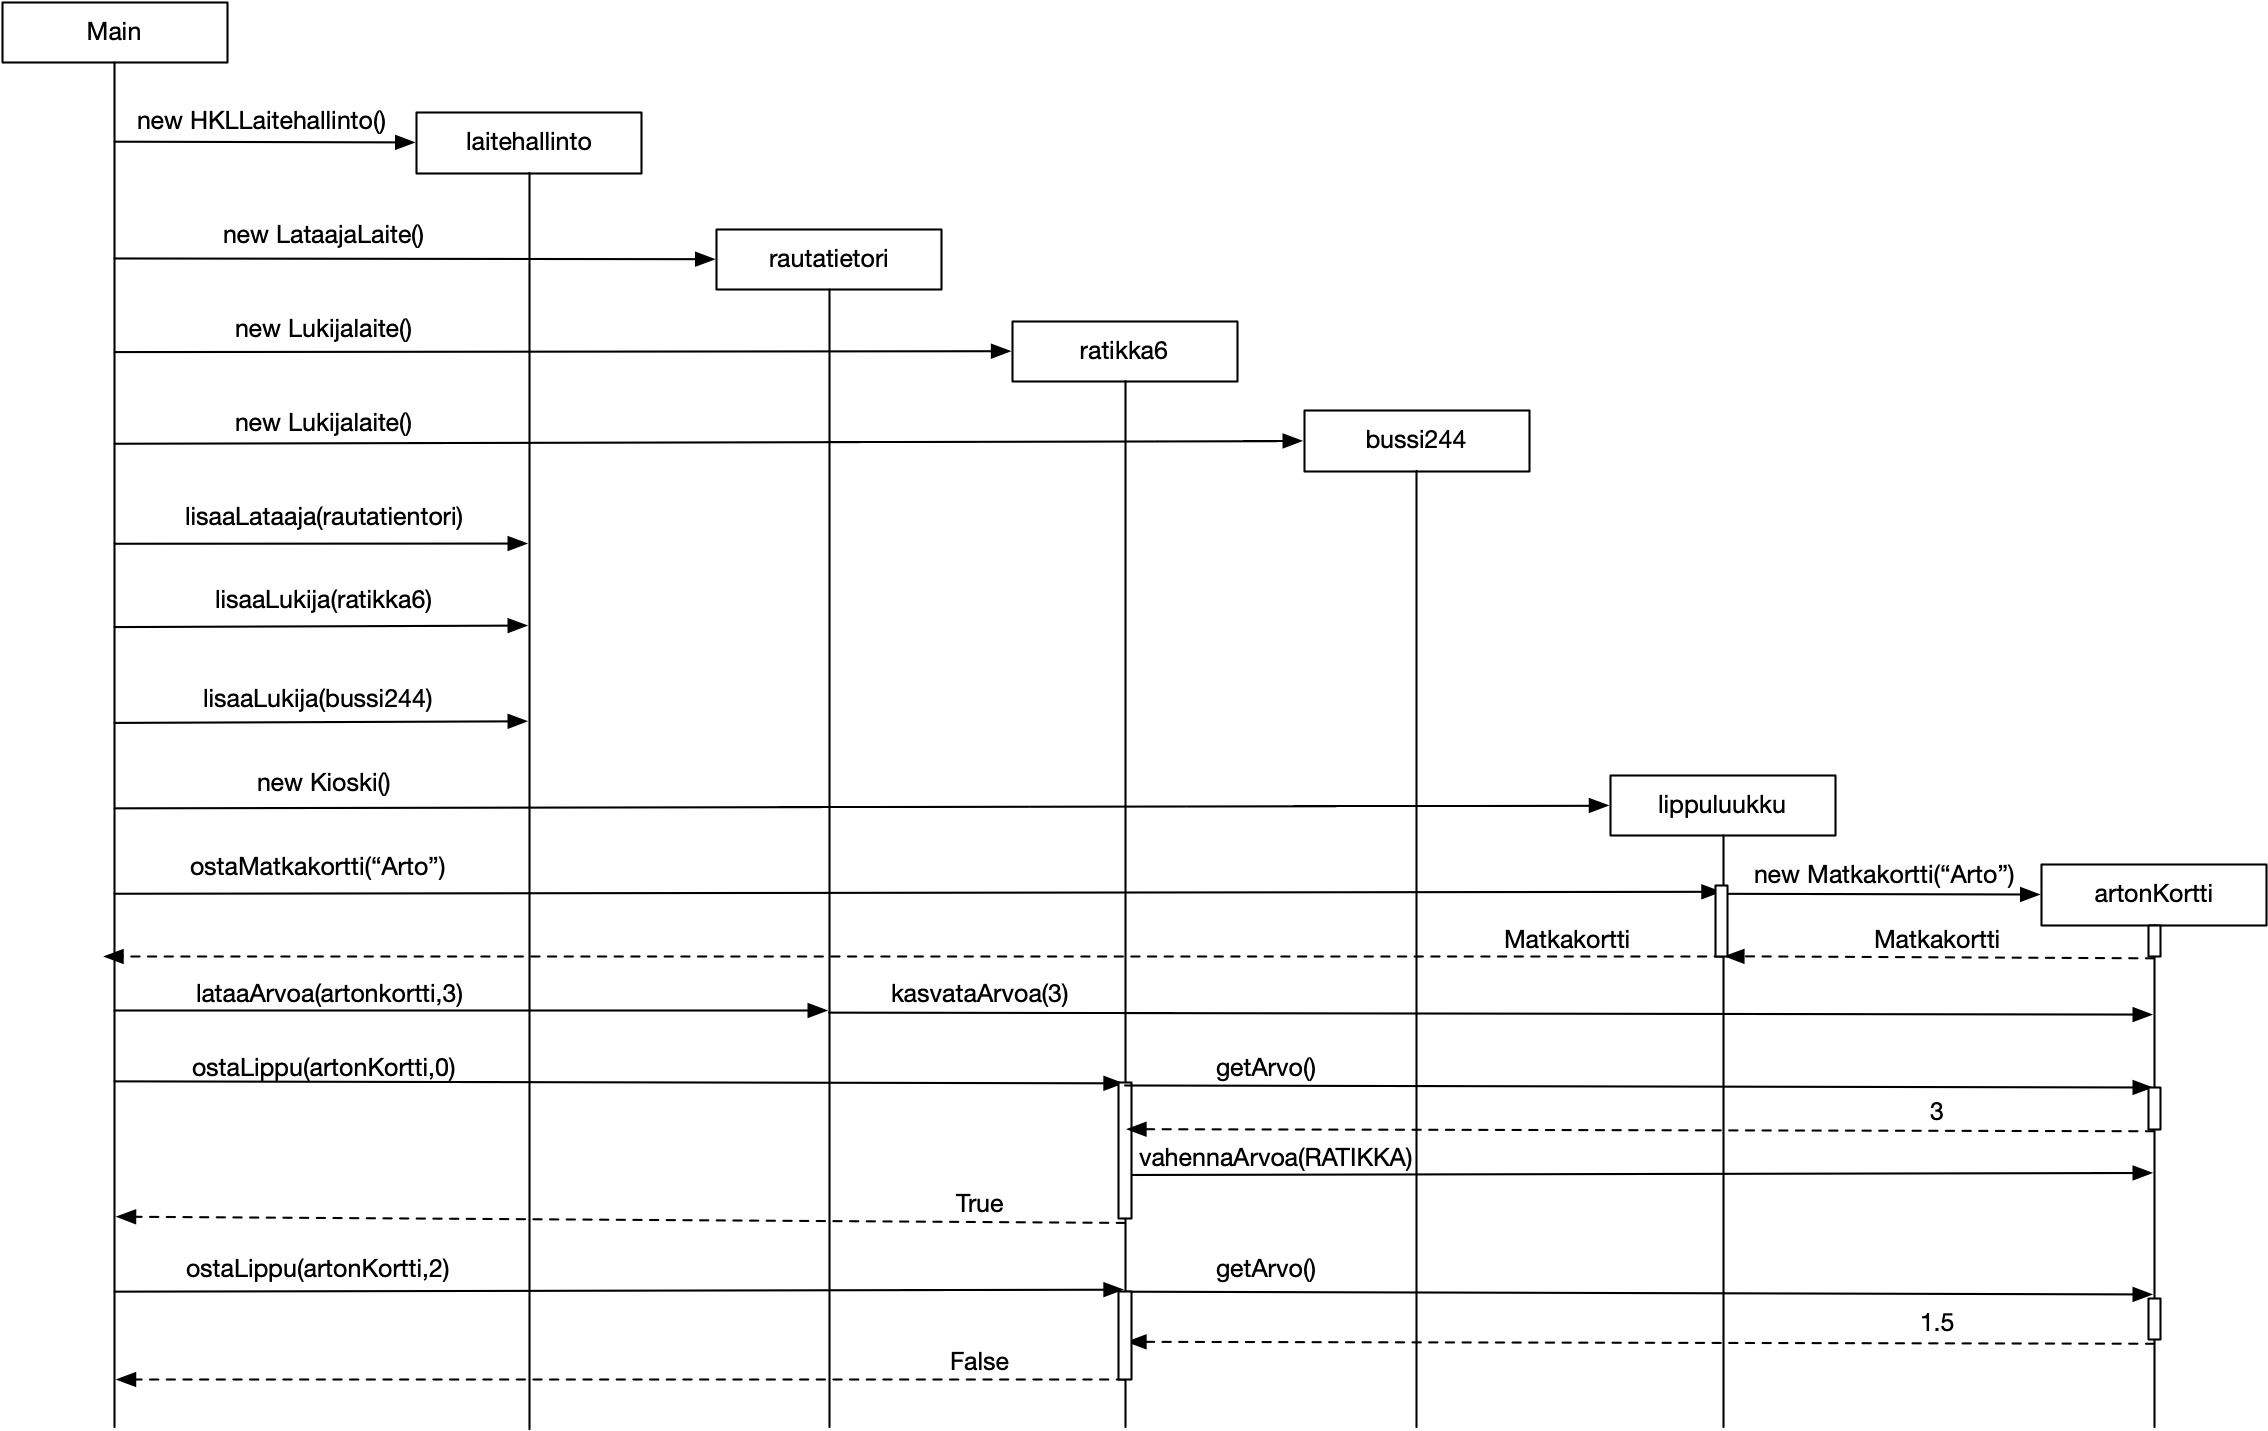 Main
new HKLLaitehallinto()
laitehallinto
new LataajaLaite()
rautatietori
new Lukijalaite()
ratikka6
new Lukijalaite()
bussi244
lisaaLataaja(rautatientori)
lisaaLukija(ratikka6)
lisaaLukija(bussi244)
new Kioski()
lippuluukku
ostaMatkakortti(“Arto”)
new Matkakortti(“Arto”)
artonKortti
Matkakortti
Matkakortti
lataaArvoa(artonkortti,3)
kasvataArvoa(3)
ostaLippu(artonKortti,0)
getArvo()
3
vahennaArvoa(RATIKKA)
True
ostaLippu(artonKortti,2)
getArvo()
1.5
False